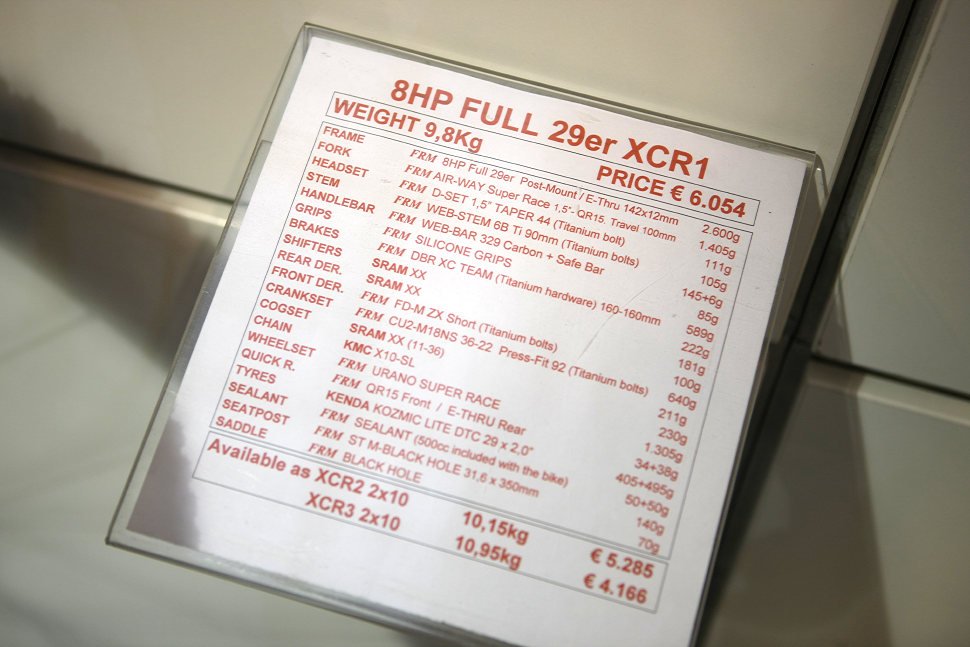 8HP FULL 29er XCR1
WEIGHT 9,8Kg PRICE € 6.054
FRAME FRM 8HP Full 29er Post-Mount / E-Thru 142x12mm 2.600g
FORK FRM AIR-WAY Super Race 1,5"- QR15 Travel 100mm 1.405g
HEADSET FRM D-SET 1,5" TAPER 44 (Titanium bolt) 111g
STEM FRM WEB-STEM 6B Ti 90mm (Titanium bolts) 105g
HANDLEBAR FRM WEB-BAR 329 Carbon + Safe Bar 145+6g
GRIPS FRM SILICONE GRIPS 85g
BRAKES FRM DBR XC TEAM (Titanium hardware) 160-160mm 589g
SHIFTERS SRAM XX 222g
REAR DER. SRAM XX 181g
FRONT DER. FRM FD-M ZX Short (Titanium bolts) 100g
CRANKSET FRM CU2-M18NS 36-22 Press-Fit 92 (Titanium bolts) 640g
COGSET SRAM XX (11-36) 211g
CHAIN KMC X10-SL 230g
WHEELSET FRM URANO SUPER RACE 1.305g
QUICK R. FRM QR15 Front / E-THRU Rear 34+38g
TYRES KENDA KOZMIC LITE DTC 29 x 2,0" 405+495g
SEALANT FRM SEALANT (500cc included with the bike) 50+50g
SEATPOST FRM ST M-BLACK HOLE 31,6 x 350mm 140g
SADDLE FRM BLACK HOLE 70g
Available as XCR2 2x10 10,15kg € 5.285
XCR3 2x10 10,95kg € 4.166